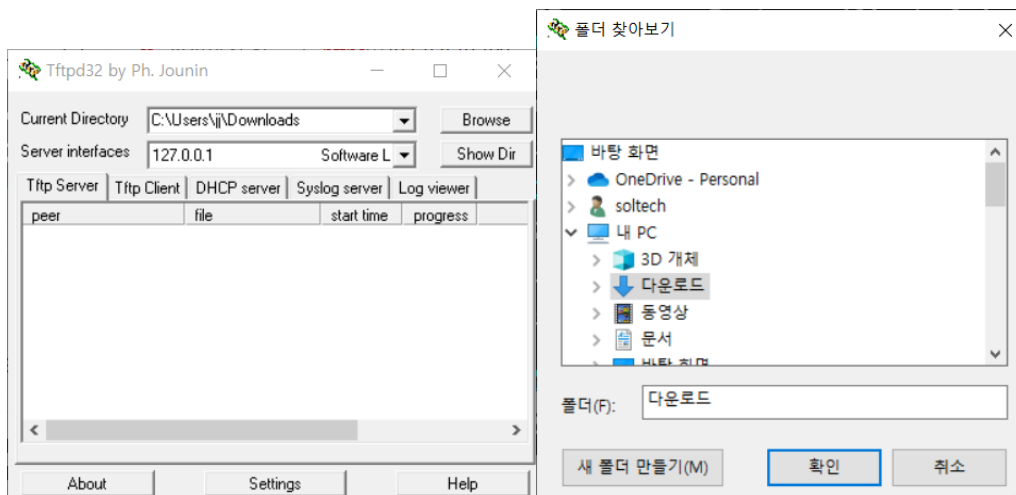 Tftpd32 by Ph. Jounin
Current Directory C:\Users\jj\Downloads Browse
Server interfaces 127.0.0.1 Software L Show Dir
Tftp Server Tftp Client DHCP server Syslog server Log viewer
peer file start time progress
About Settings Help
폴더 찾아보기
바탕 화면
OneDrive - Personal
soltech
내 PC
3D 개체
다운로드
동영상
문서
바탕 화면
폴더(F): 다운로드
새 폴더 만들기(M) 확인 취소